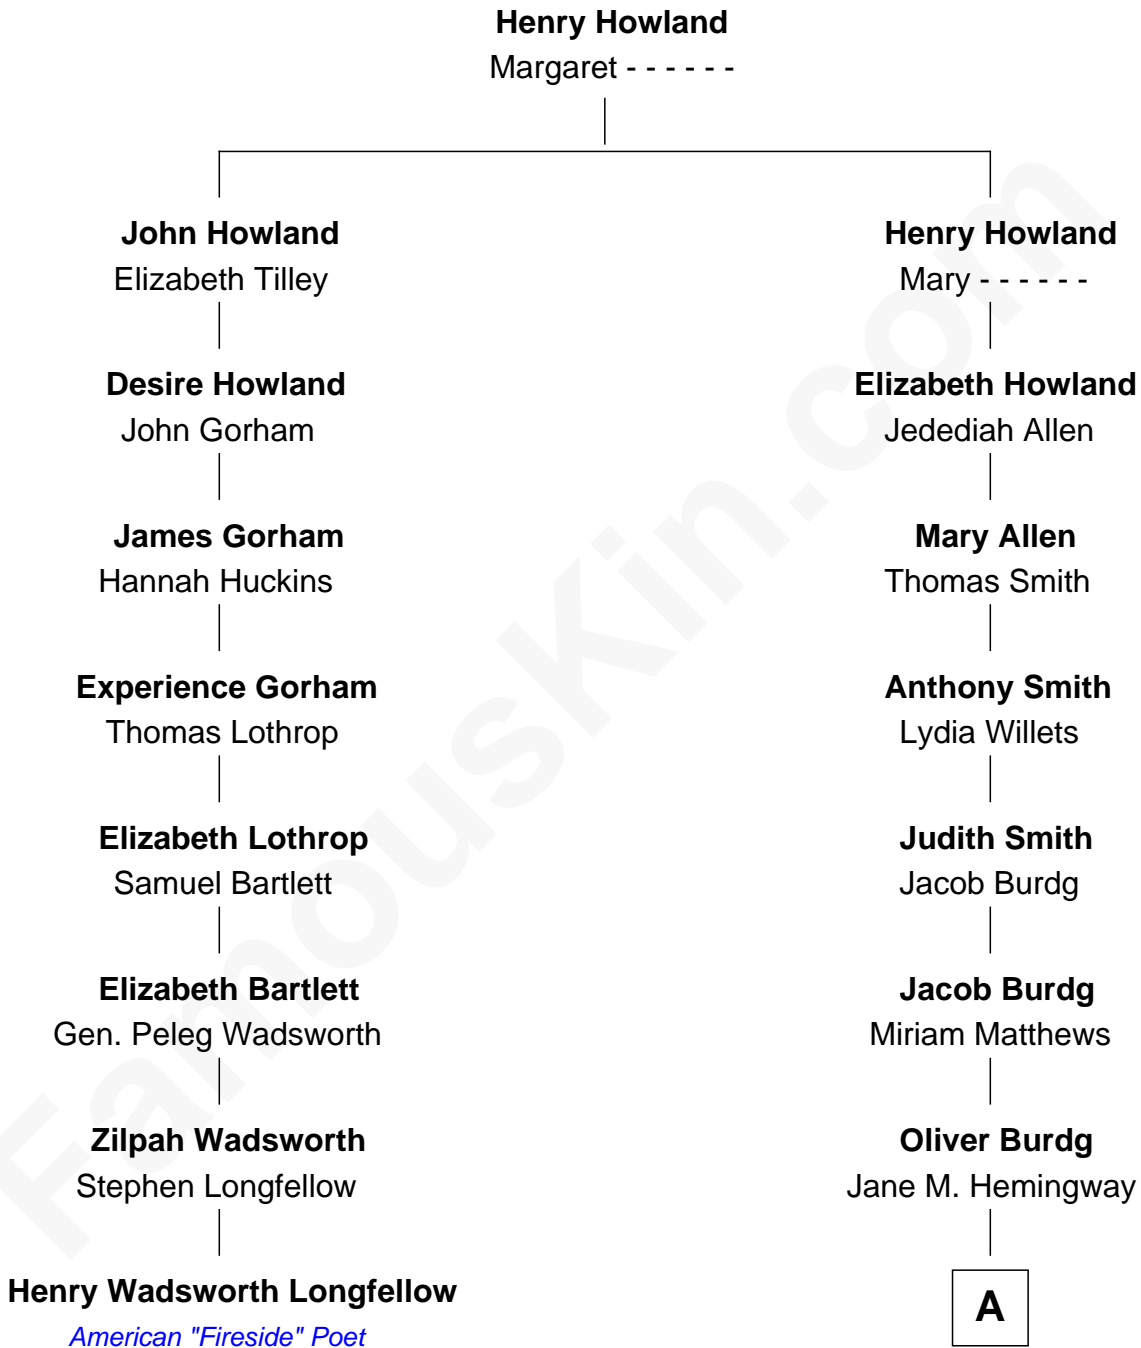 Henry Howland
Margaret - - - - - -
John Howland
Elizabeth Tilley
Henry Howland
Mary - - - - - -
Desire Howland
John Gorham
Elizabeth Howland
Jedediah Allen
James Gorham
Hannah Huckins
Mary Allen
Thomas Smith
Experience Gorham
Thomas Lothrop
Anthony Smith
Lydia Willets
Elizabeth Lothrop
Samuel Bartlett
Judith Smith
Jacob Burdg
Elizabeth Bartlett
Gen. Peleg Wadsworth
Jacob Burdg
Miriam Matthews
Zilpah Wadsworth
Stephen Longfellow
Oliver Burdg
Jane M. Hemingway
Henry Wadsworth Longfellow
American "Fireside" Poet
A
FamousKin.com